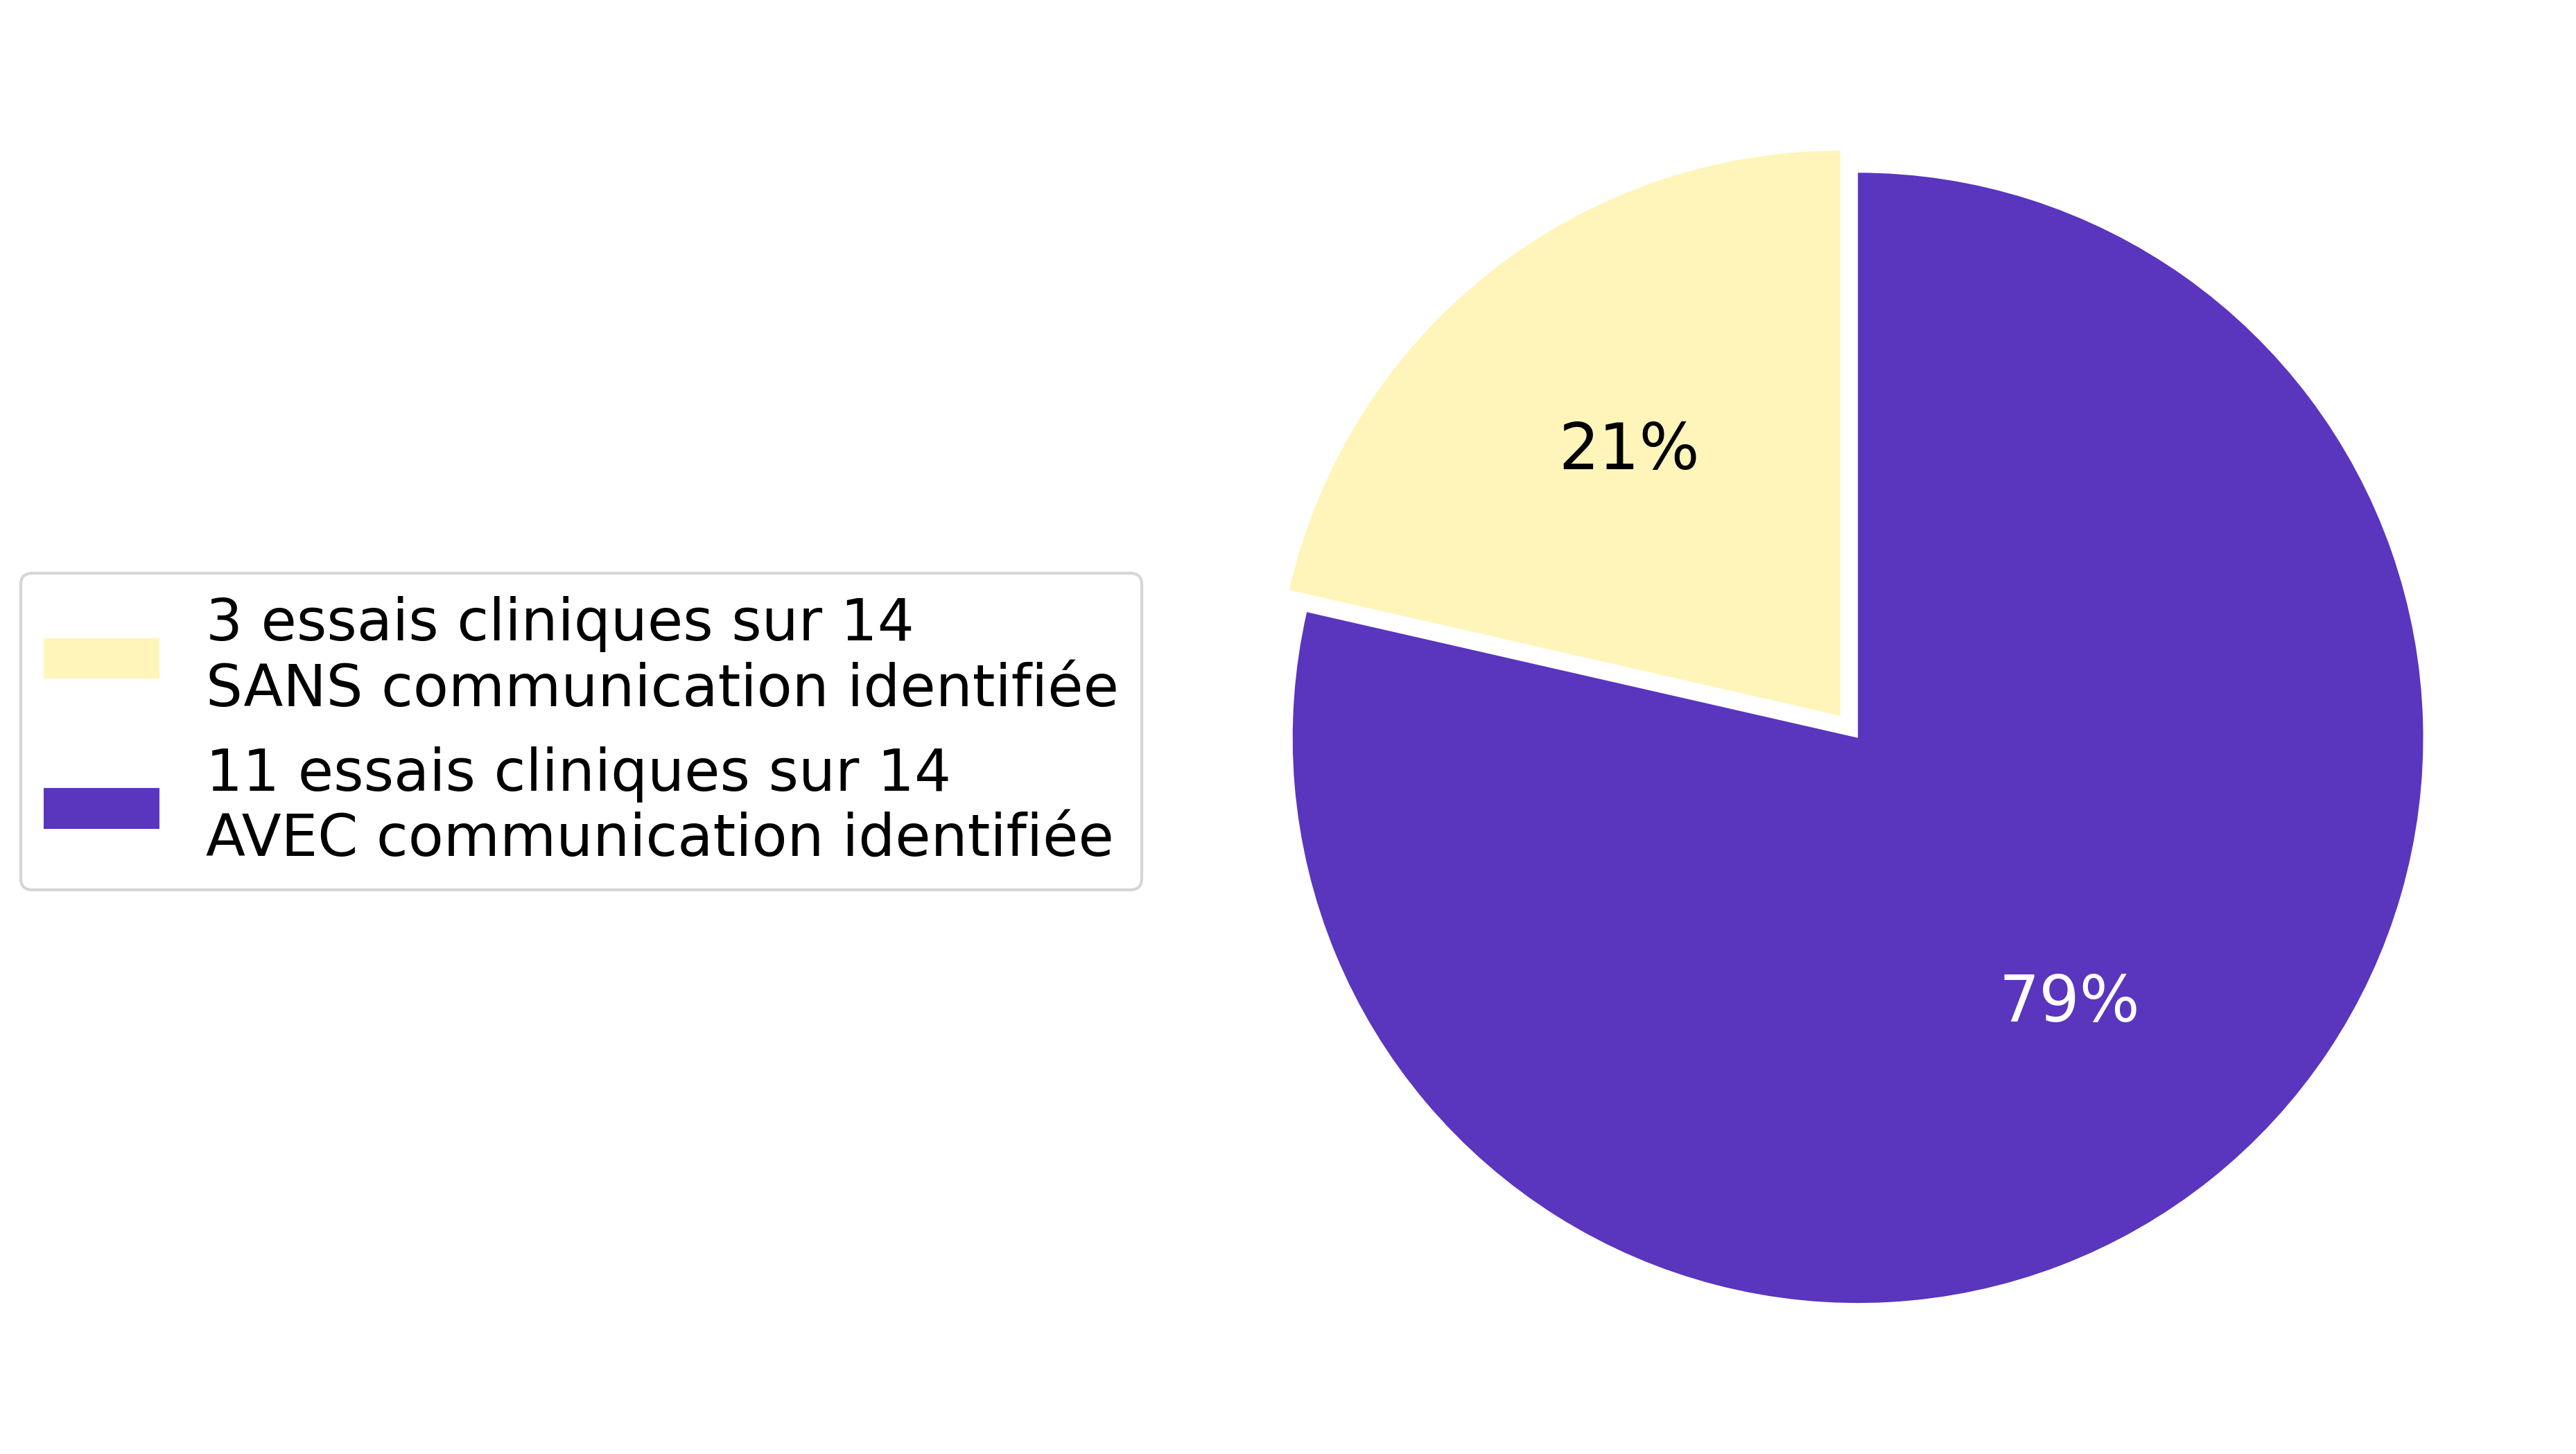 3 essais cliniques sur 14
SANS communication identifiée
11 essais cliniques sur 14
AVEC communication identifiée
21%
79%